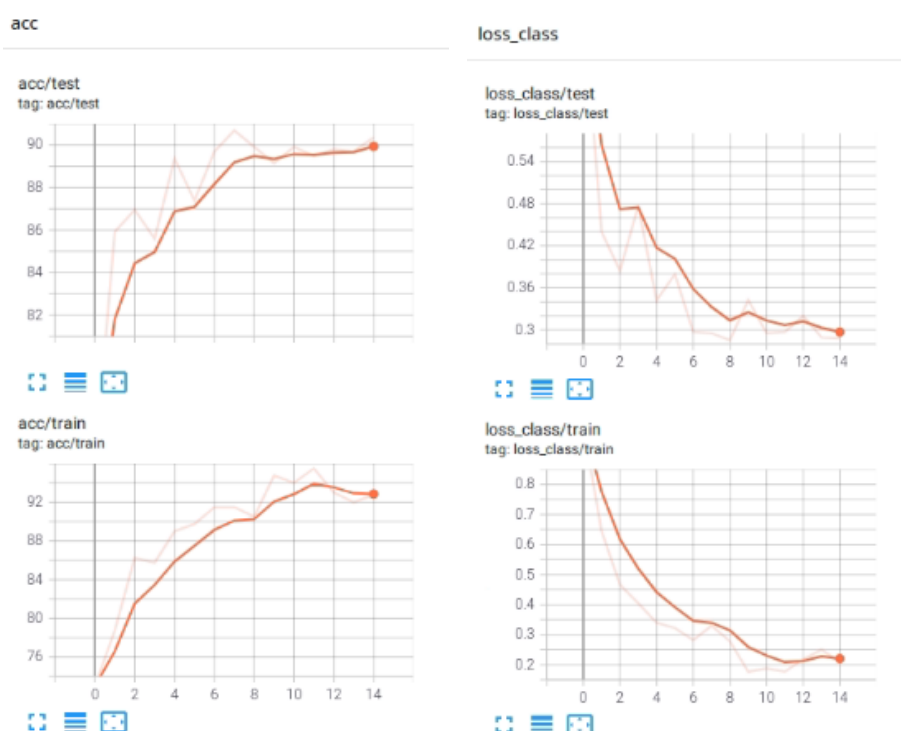 acc
acc/test
tag: acc/test
90
88
86
84
82
acc/train
tag: acc/train
92
88
84
80
76
0 2 4 6 8 10 12 14
loss_class
loss_class/test
tag: loss_class/test
0.54
0.48
0.42
0.36
0.3
0 2 4 6 8 10 12 14
loss_class/train
tag: loss_class/train
0.8
0.7
0.6
0.5
0.4
0.3
0.2
0 2 4 6 8 10 12 14